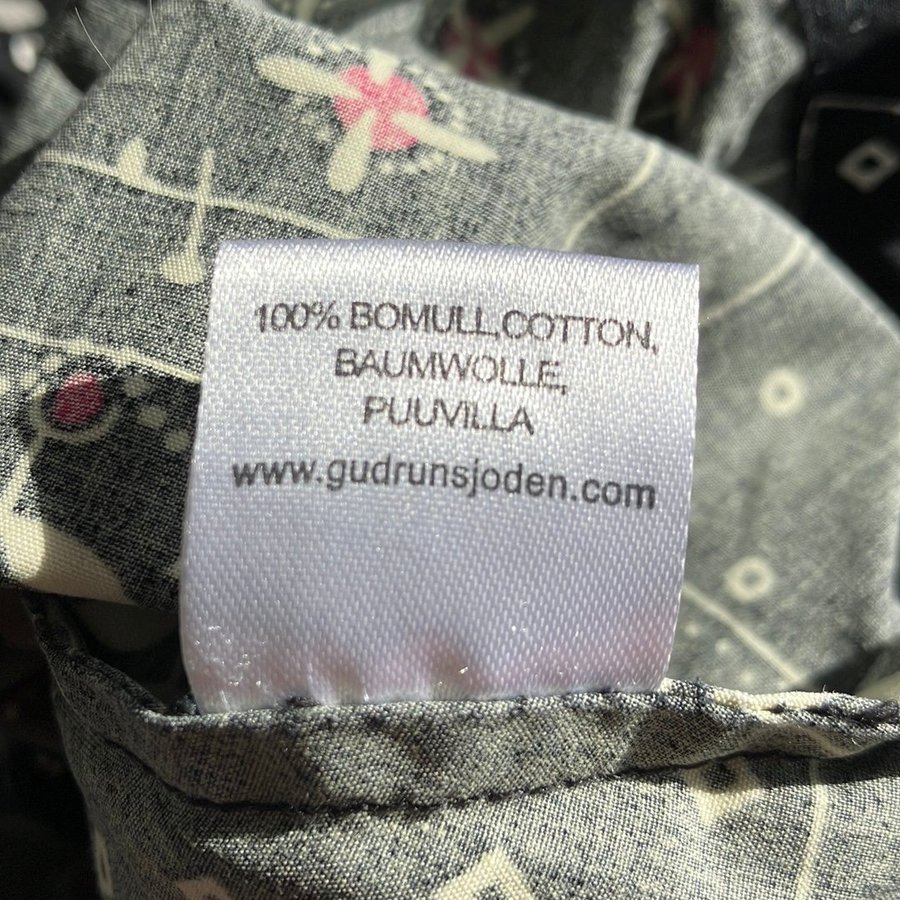 100% BOMULL,COTTON,
BAUMWOLLE,
PUUVILLA
www.gudrunsjoden.com